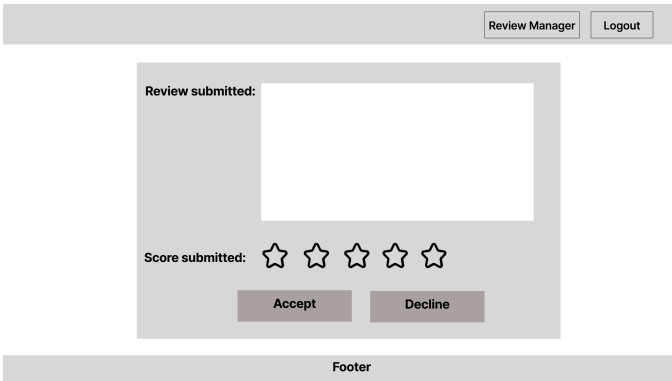 Review Manager
Logout
Review submitted:
Score submitted:
Accept
Decline
Footer